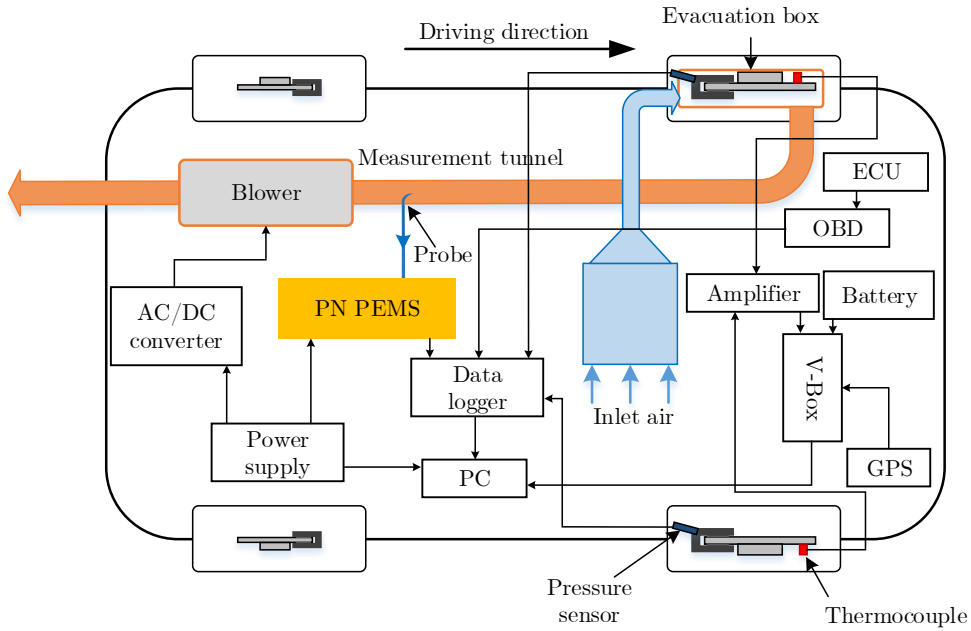 Evacuation box
Driving direction
Measurement tunnel
Blower
ECU
OBD
Probe
Amplifier
Battery
AC/DC
converter
PN PEMS
Data
logger
V-Box
Inlet air
Power
supply
PC
GPS
Pressure
sensor
Thermocouple